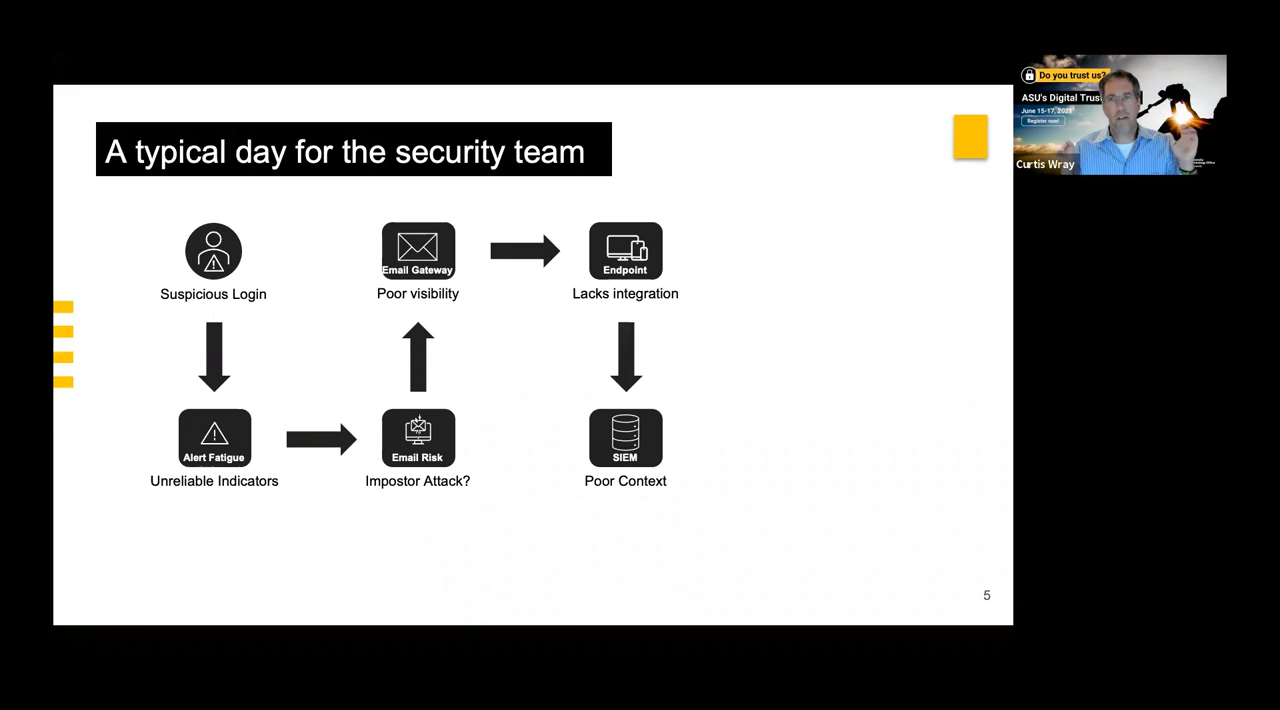 A typical day for the security team
Email Gateway
Endpoint
Suspicious Login
Poor visibility
Lacks integration
Alert Fatigue
Email Risk
SIEM
Unreliable Indicators
Impostor Attack?
Poor Context
5
Do you trust us?
ASU's Digital Trus
June 15-17, 202
Register now!
Curtis Wray